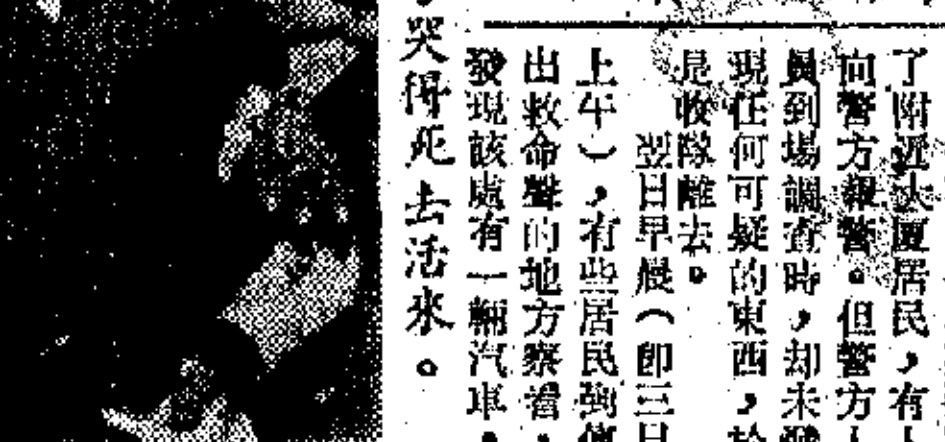 了附近大廈居民，有
向警方報警。但警方
員到場調查時，却未發
現任何可疑的東西，於
是收隊離去。
翌日早晨（卽三日
上午），有些居民到傳
出救命聲的地方察看，
發現該處有一輛汽車，
哭得死去活來。